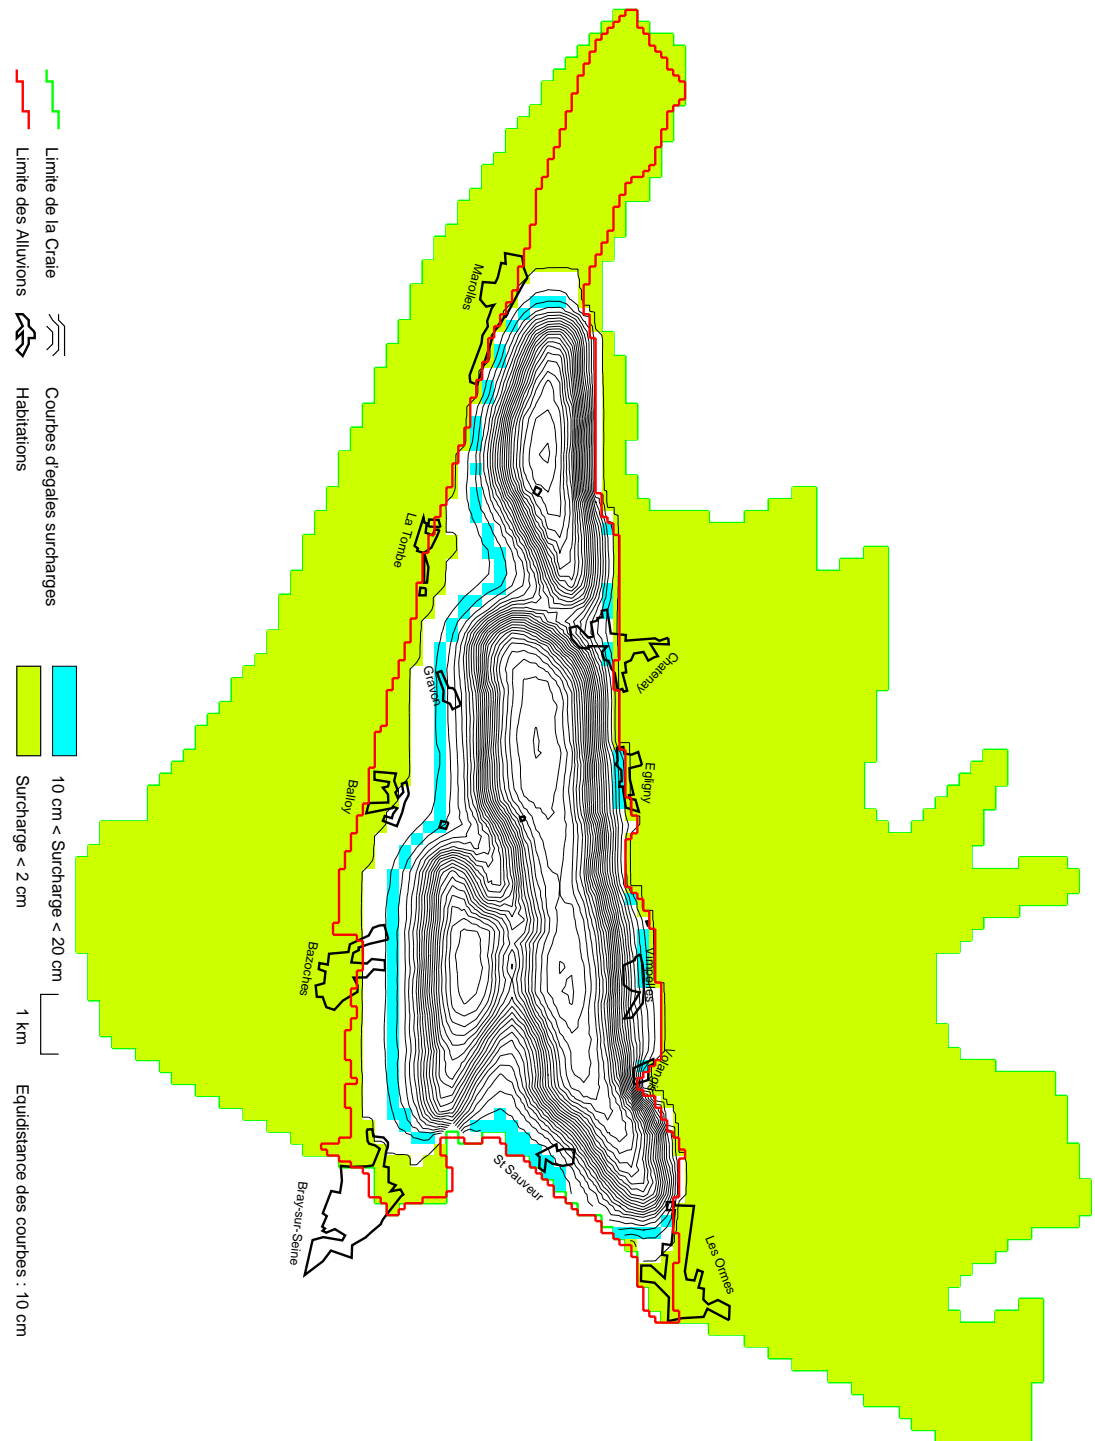 Marolles
La Tombe
Chatenay
Gravon
Egligny
Balloy
Vimpelles
Bazoches
Volangis
St Sauveur
Bray-sur-Seine
Les Ormes
Limite de la Craie
Courbes d'egales surcharges
10 cm < Surcharge < 20 cm
1 km
Equidistance des courbes : 10 cm
Limite des Alluvions
Habitations
Surcharge < 2 cm